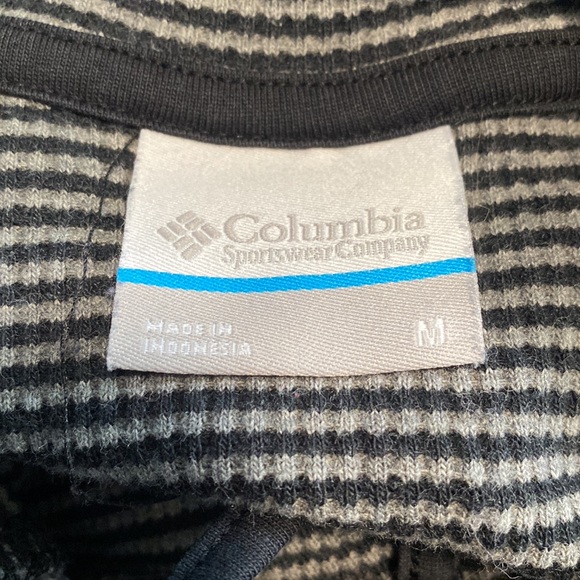 Columbia
Sportswear Company
MADE IN
INDONESIA
M